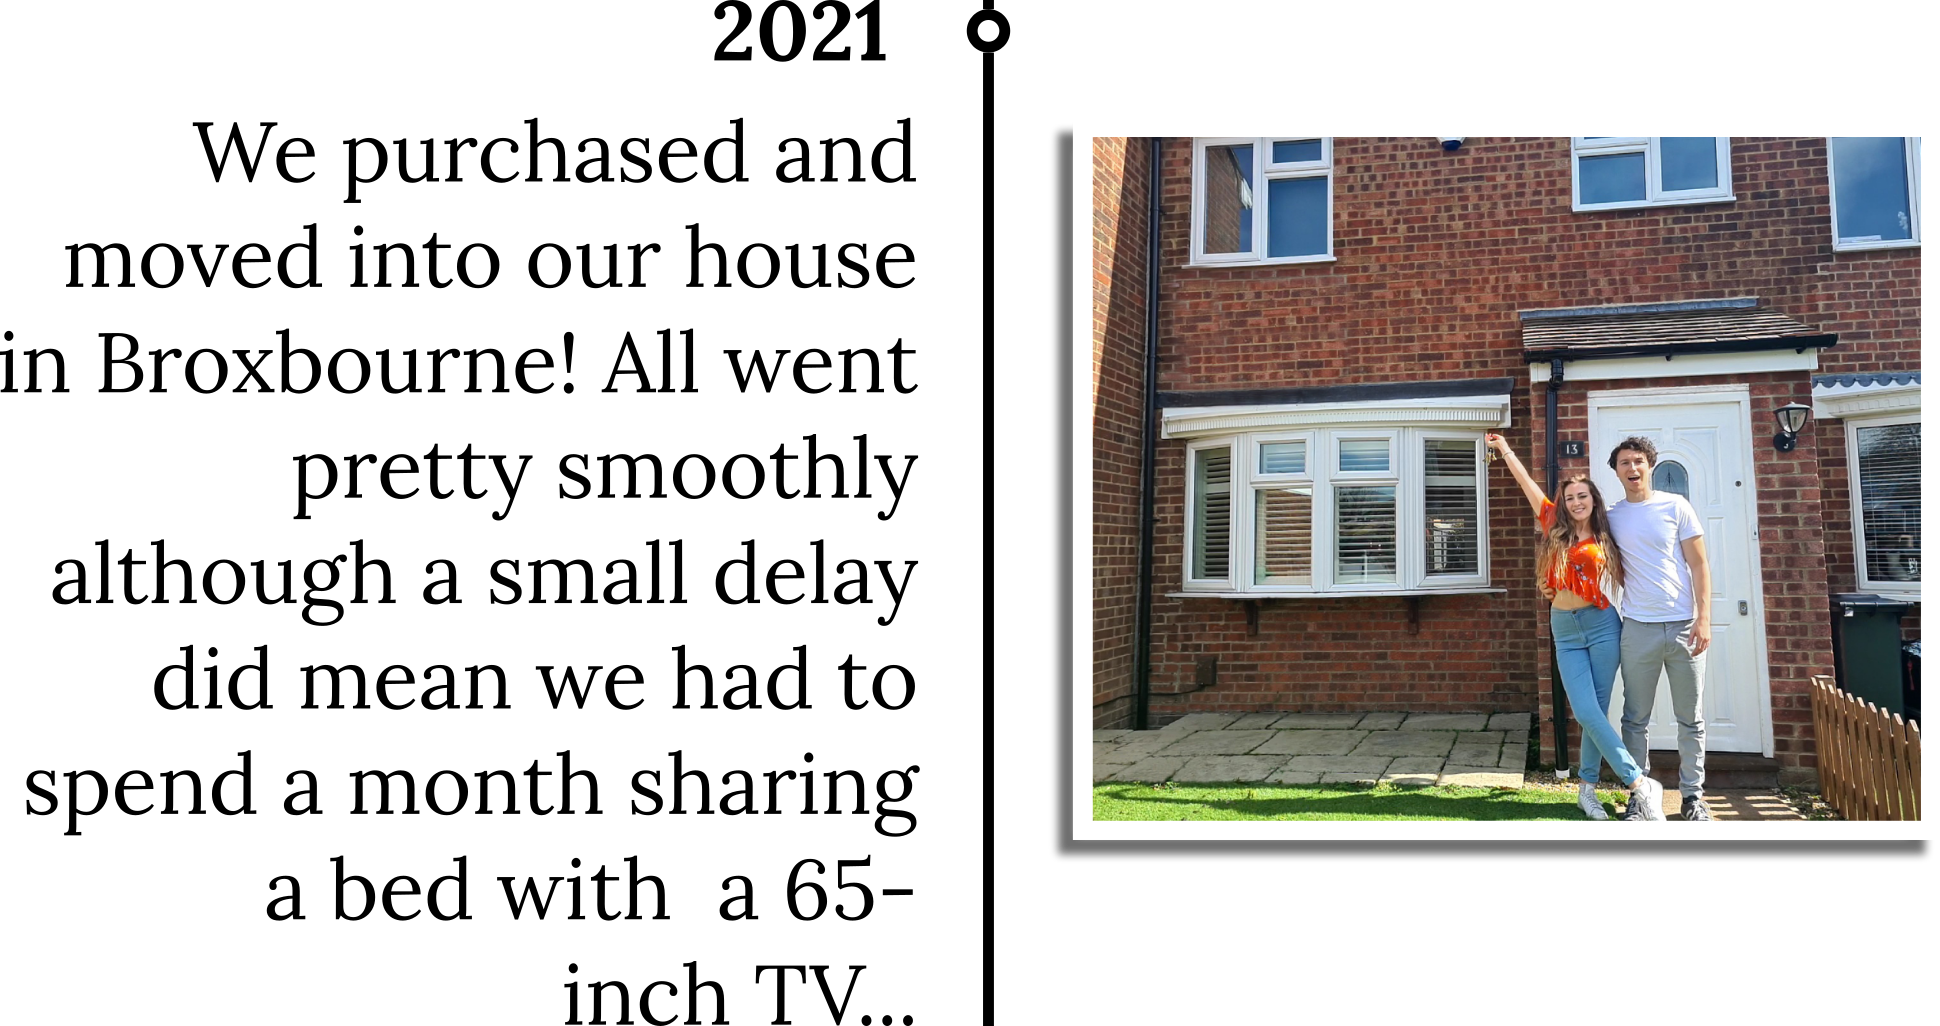 2021
We purchased and
moved into our house
in Broxbourne! All went
pretty smoothly
although a small delay
did mean we had to
spend a month sharing
a bed with  a 65-
inch TV...
13